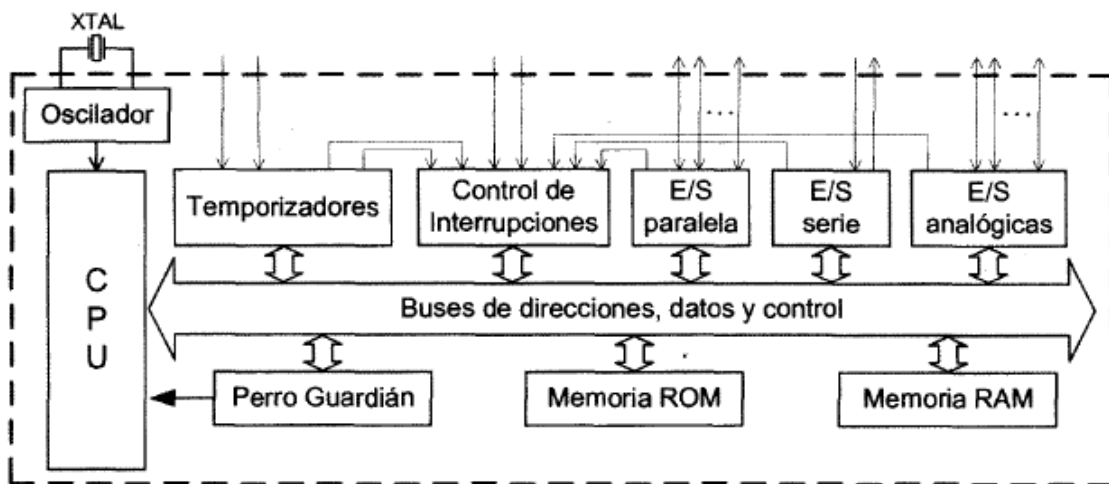 XTAL
Oscilador
Temporizadores
Control de
Interrupciones
E/S
paralela
E/S
serie
E/S
analógicas
...
...
C
P
U
Buses de direcciones, datos y control
Perro Guardián
Memoria ROM
Memoria RAM